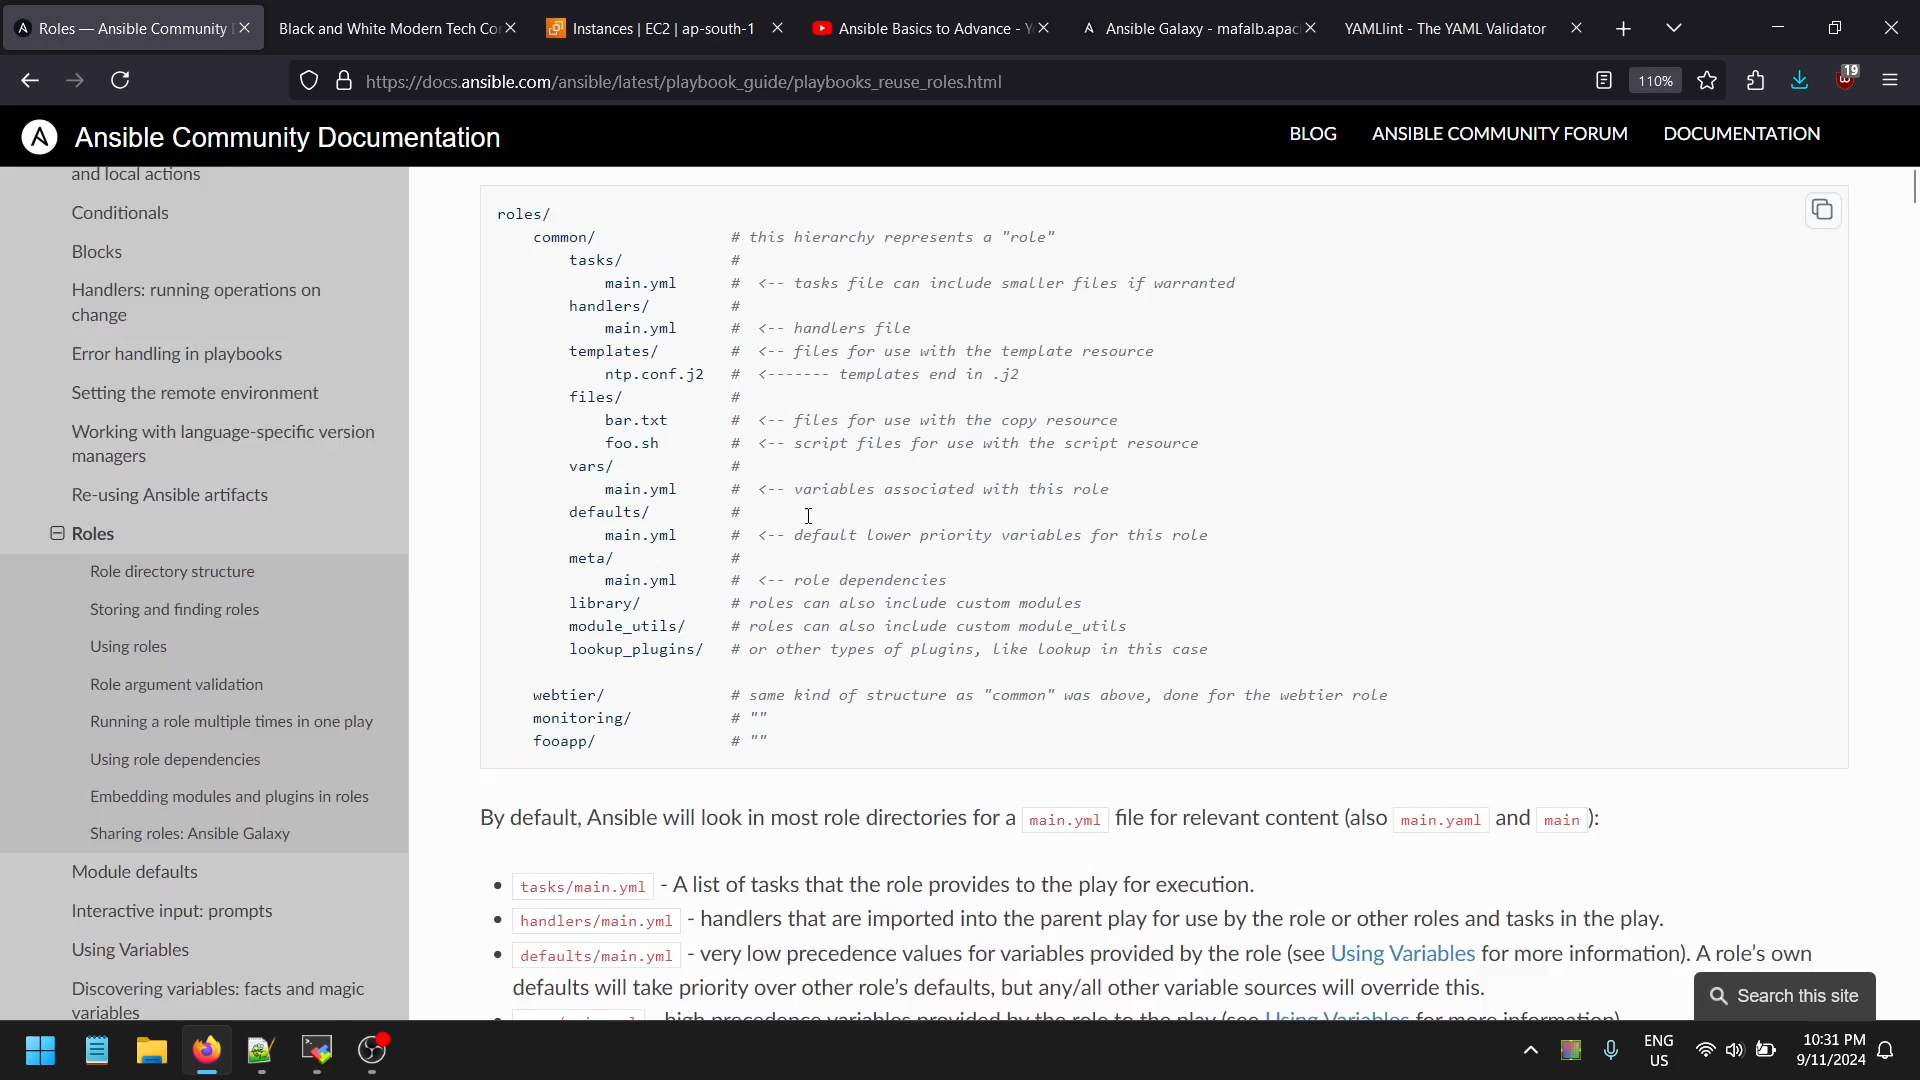 Roles — Ansible Community D
Black and White Modern Tech Co
Instances | EC2 | ap-south-1
Ansible Basics to Advance - Y
Ansible Galaxy - mafalb.apac
YAMLlint - The YAML Validator
https://docs.ansible.com/ansible/latest/playbook_guide/playbooks_reuse_roles.html
110%
19
Ansible Community Documentation
BLOG
ANSIBLE COMMUNITY FORUM
DOCUMENTATION
and local actions
Conditionals
Blocks
Handlers: running operations on
change
Error handling in playbooks
Setting the remote environment
Working with language-specific version
managers
Re-using Ansible artifacts
Roles
Role directory structure
Storing and finding roles
Using roles
Role argument validation
Running a role multiple times in one play
Using role dependencies
Embedding modules and plugins in roles
Sharing roles: Ansible Galaxy
Module defaults
Interactive input: prompts
Using Variables
Discovering variables: facts and magic
variables
roles/
common/ # this hierarchy represents a "role"
tasks/ #
main.yml # <-- tasks file can include smaller files if warranted
handlers/ #
main.yml # <-- handlers file
templates/ # <-- files for use with the template resource
ntp.conf.j2 # <------- templates end in .j2
files/ #
bar.txt # <-- files for use with the copy resource
foo.sh # <-- script files for use with the script resource
vars/ #
main.yml # <-- variables associated with this role
defaults/ #
main.yml # <-- default lower priority variables for this role
meta/ #
main.yml # <-- role dependencies
library/ # roles can also include custom modules
module_utils/ # roles can also include custom module_utils
lookup_plugins/ # or other types of plugins, like lookup in this case
webtier/ # same kind of structure as "common" was above, done for the webtier role
monitoring/ # ""
fooapp/ # ""
By default, Ansible will look in most role directories for a main.yml file for relevant content (also main.yaml and main ):
• tasks/main.yml - A list of tasks that the role provides to the play for execution.
• handlers/main.yml - handlers that are imported into the parent play for use by the role or other roles and tasks in the play.
• defaults/main.yml - very low precedence values for variables provided by the role (see Using Variables for more information). A role's own
defaults will take priority over other role's defaults, but any/all other variable sources will override this.
- high precedence variables provided by the role to the play (see Using Variables for more information)
Search this site
ENG
US
10:31 PM
9/11/2024